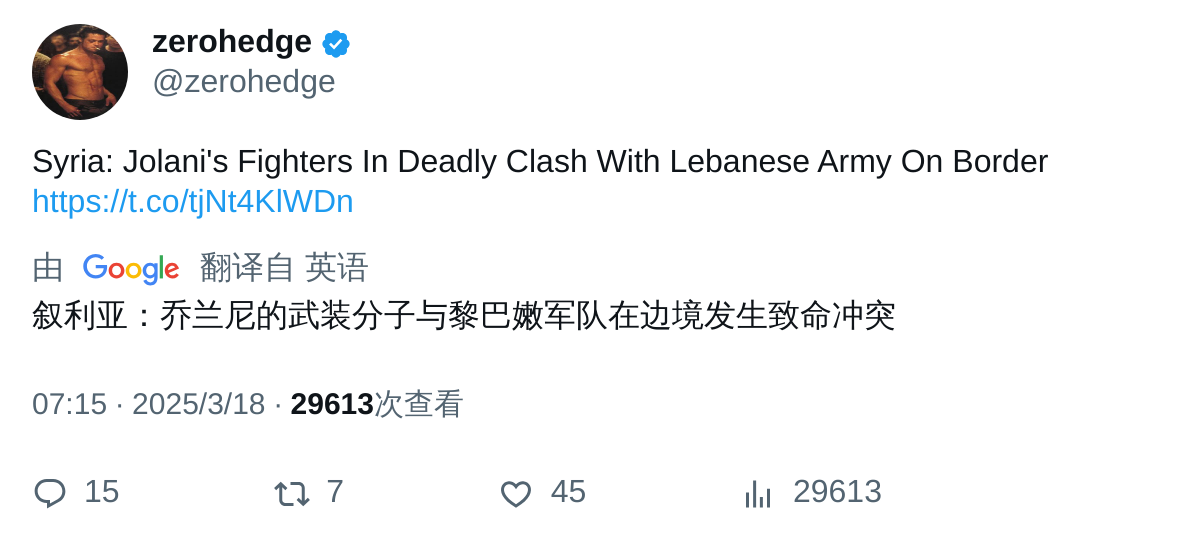 zerohedge
@zerohedge
Syria: Jolani's Fighters In Deadly Clash With Lebanese Army On Border
https://t.co/tjNt4KlWDn
由 Google 翻译自 英语
叙利亚：乔兰尼的武装分子与黎巴嫩军队在边境发生致命冲突
07:15 · 2025/3/18 · 29613次查看
15 7 45 29613